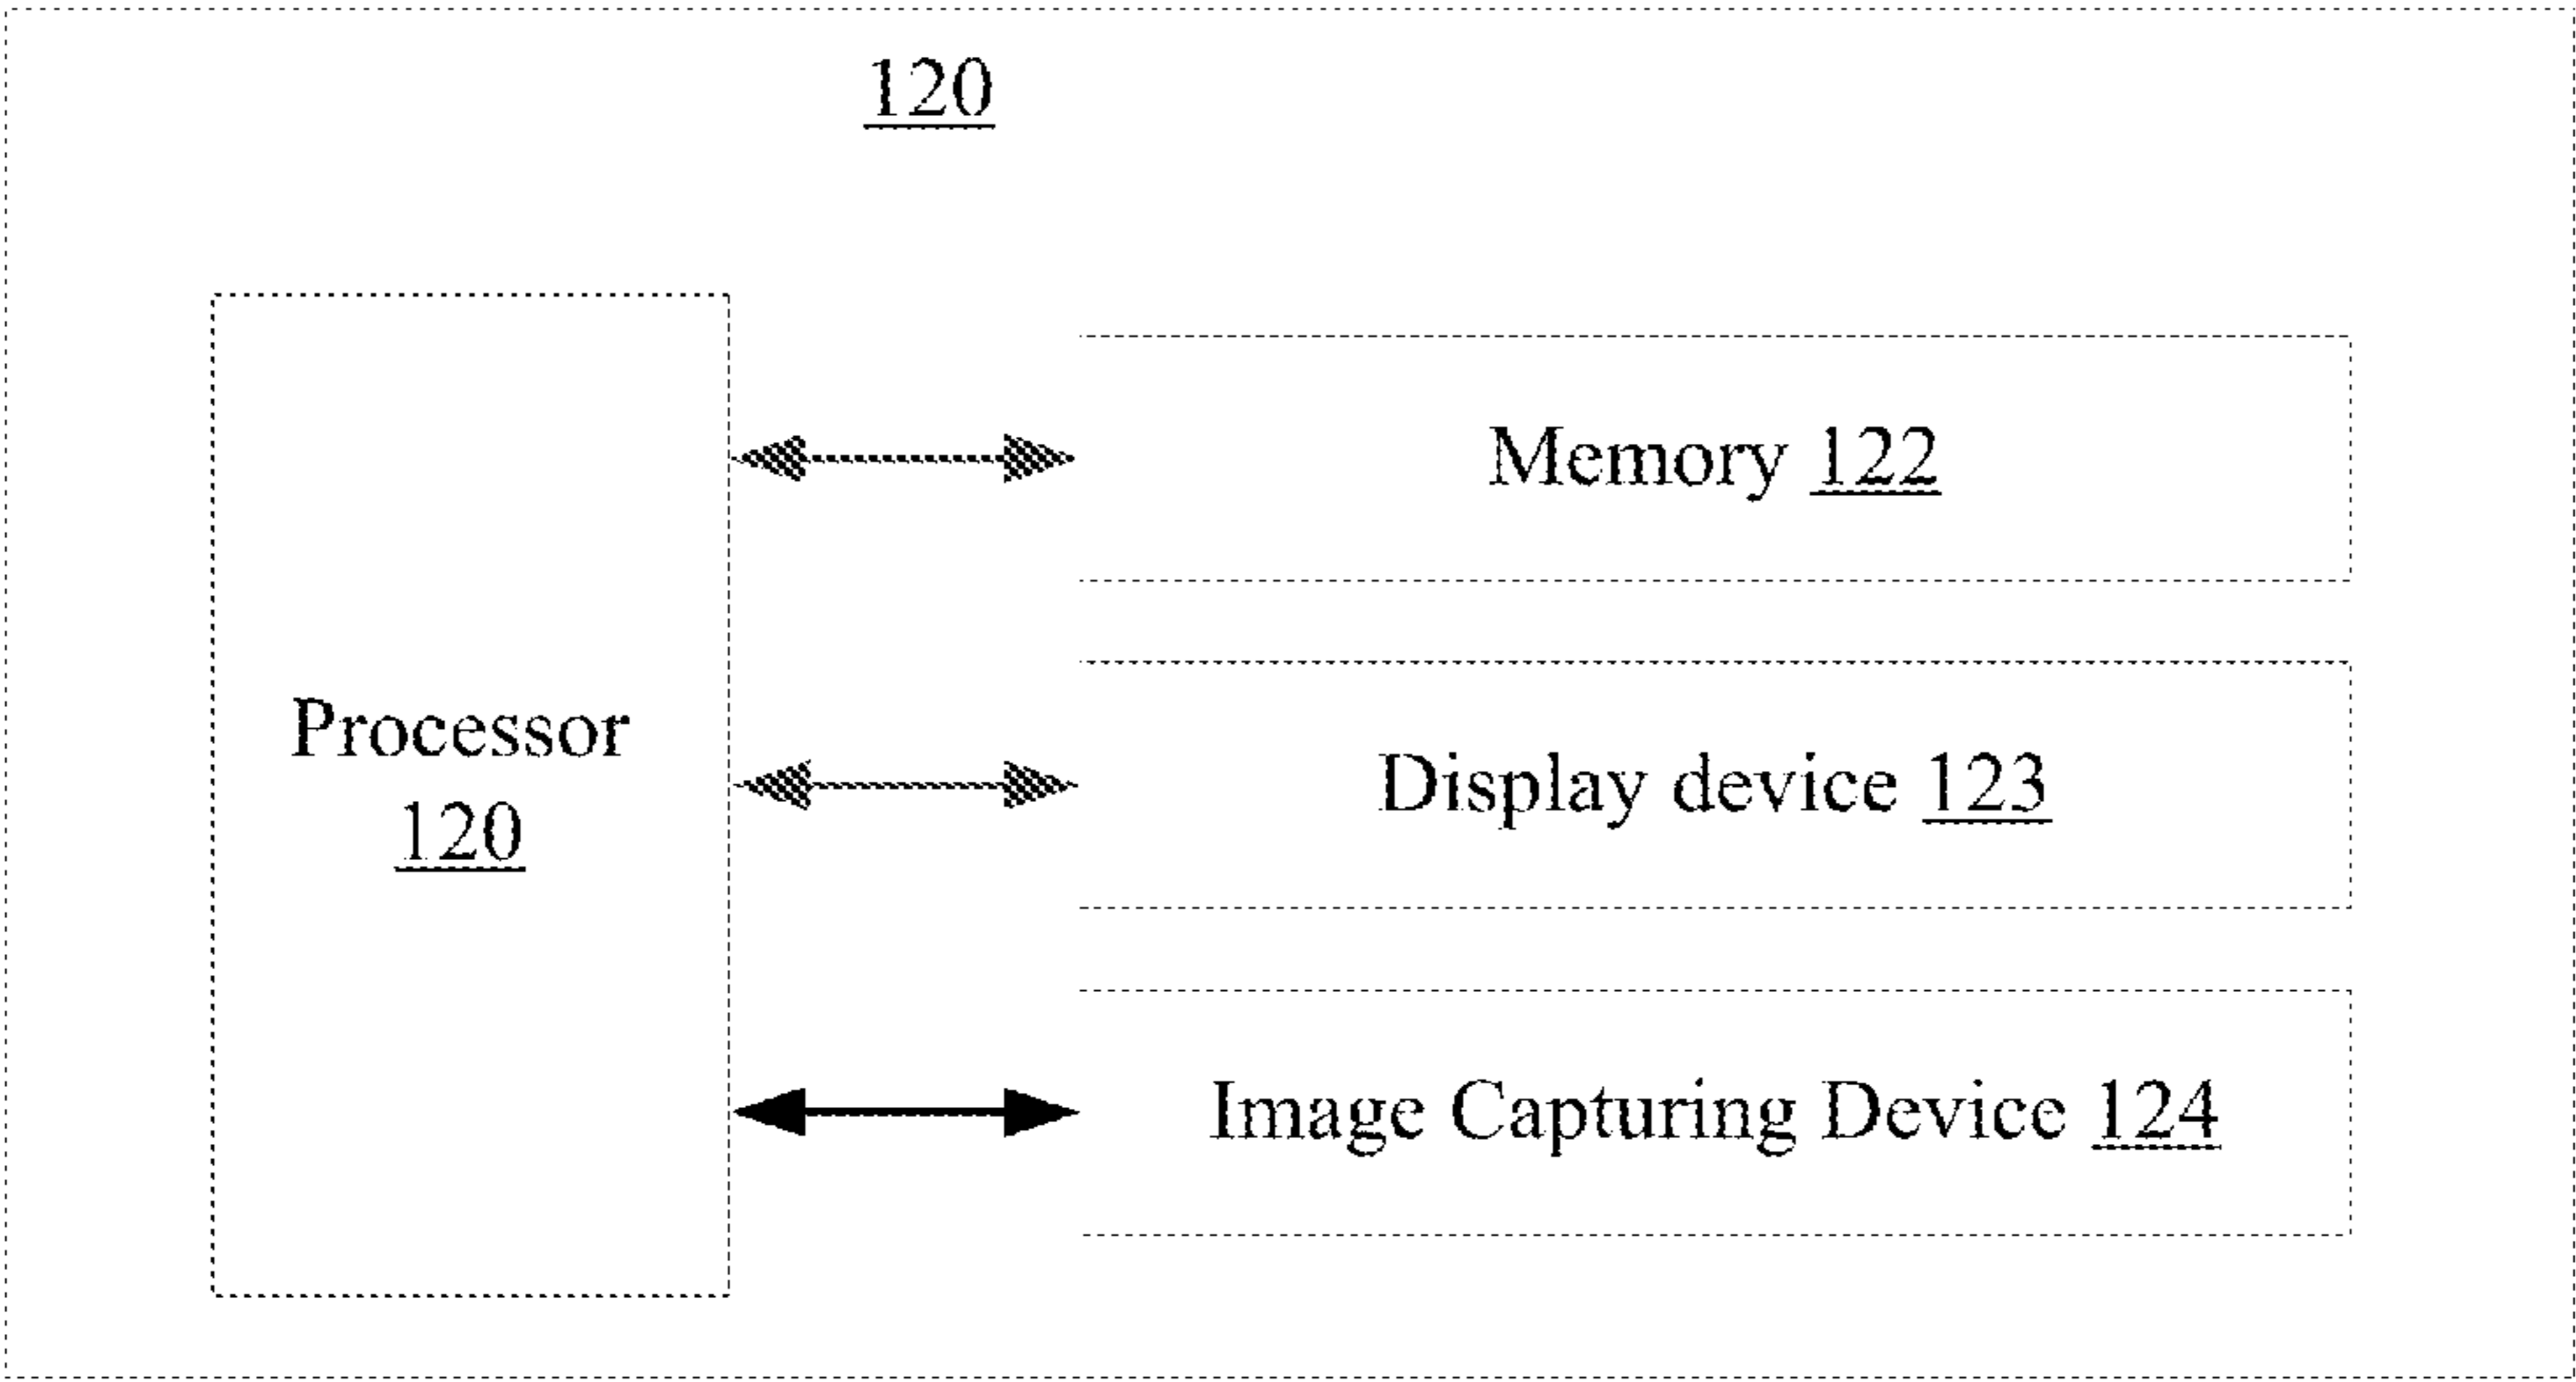 120
Memory 122
Processor
120
Display device 123
Image Capturing Device 124